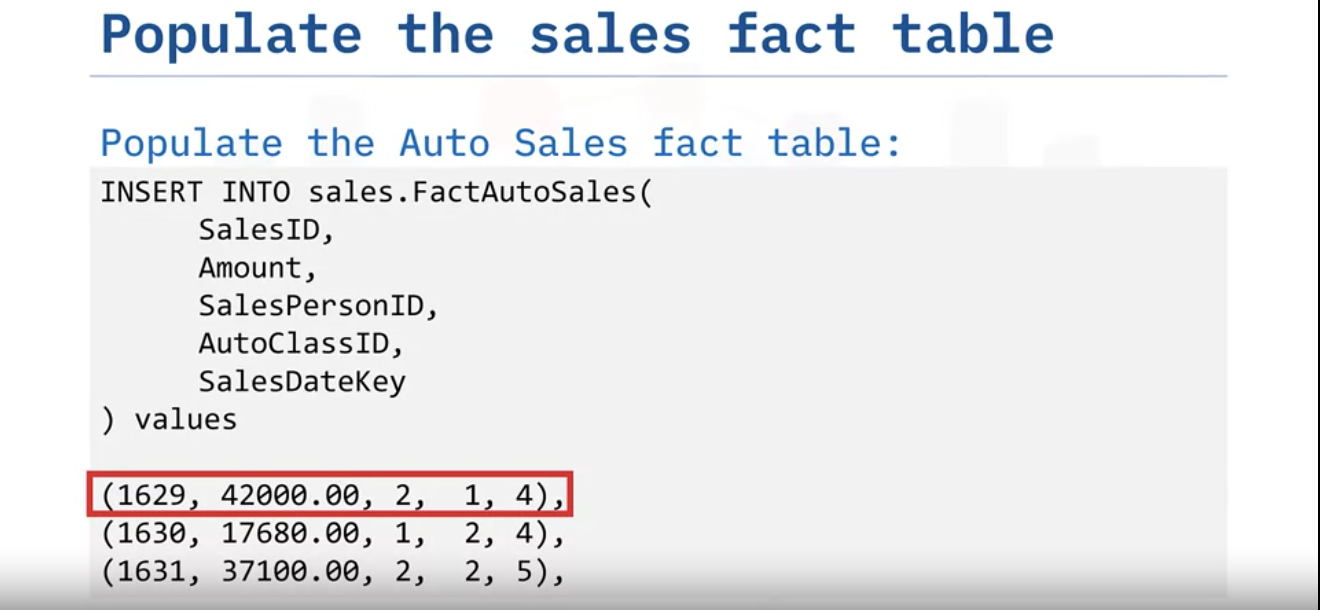 Populate the sales fact table
Populate the Auto Sales fact table:
INSERT INTO sales.FactAutoSales(
SalesID,
Amount,
SalesPersonID,
AutoClassID,
SalesDateKey
) values
(1629, 42000.00, 2,  1, 4),
(1630, 17680.00, 1,  2, 4),
(1631, 37100.00, 2,  2, 5),